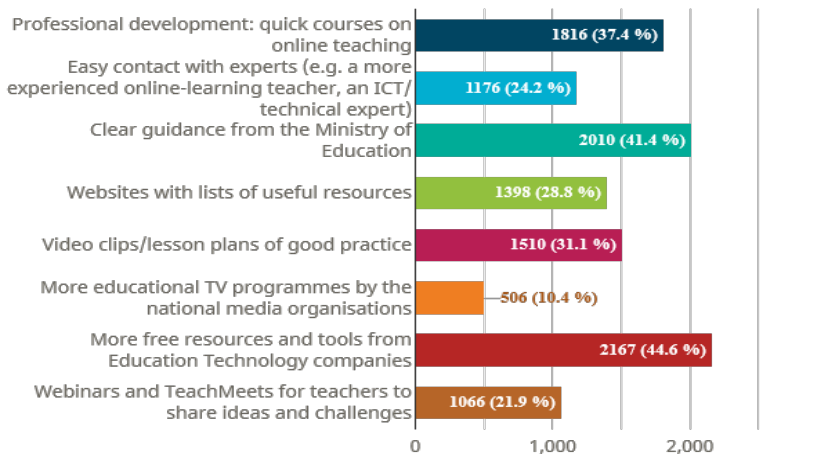 Professional development: quick courses on
online teaching
1816 (37.4 %)
Easy contact with experts (e.g. a more
experienced online-learning teacher, an ICT/
technical expert)
1176 (24.2 %)
Clear guidance from the Ministry of
Education
2010 (41.4 %)
Websites with lists of useful resources
1398 (28.8 %)
Video clips/lesson plans of good practice
1510 (31.1 %)
More educational TV programmes by the
national media organisations
506 (10.4 %)
More free resources and tools from
Education Technology companies
2167 (44.6 %)
Webinars and TeachMeets for teachers to
share ideas and challenges
1066 (21.9 %)
0 1,000 2,000